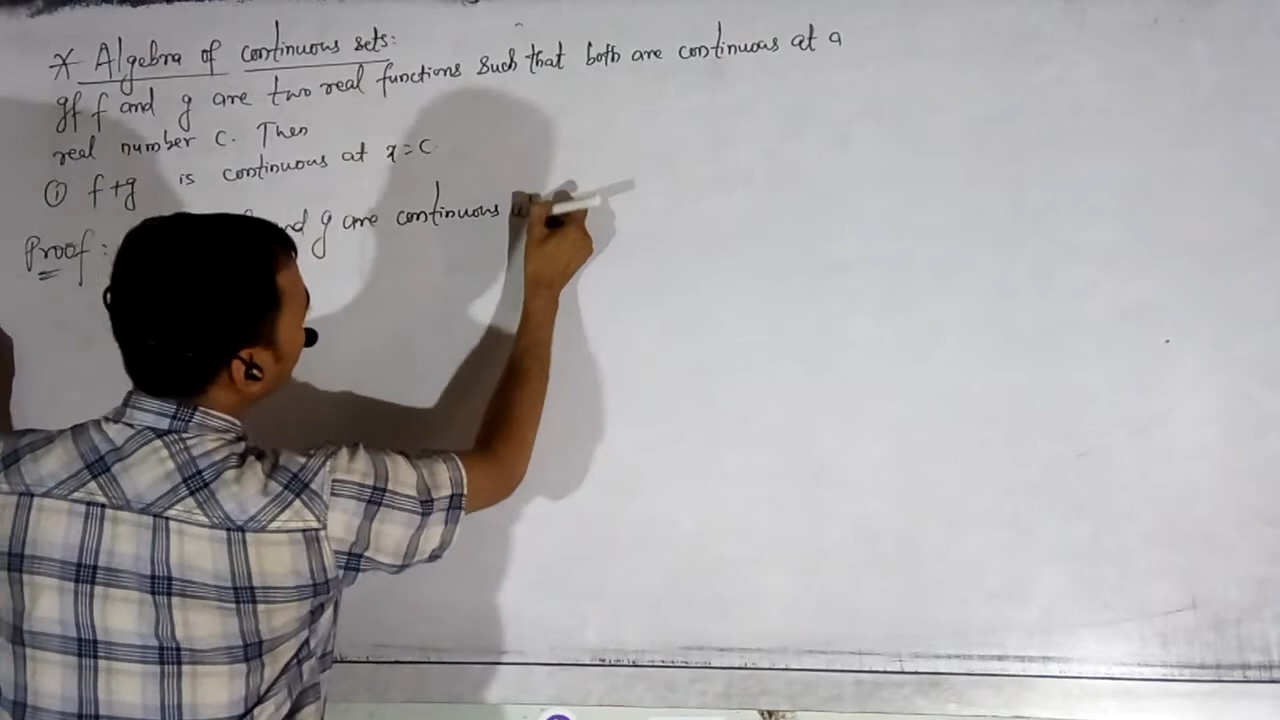 * Algebra of continuous sets:
If f and g are two real functions such that both are continuous at a
real number c. Then
① f+g is continuous at x=c.
Proof: g are continuous